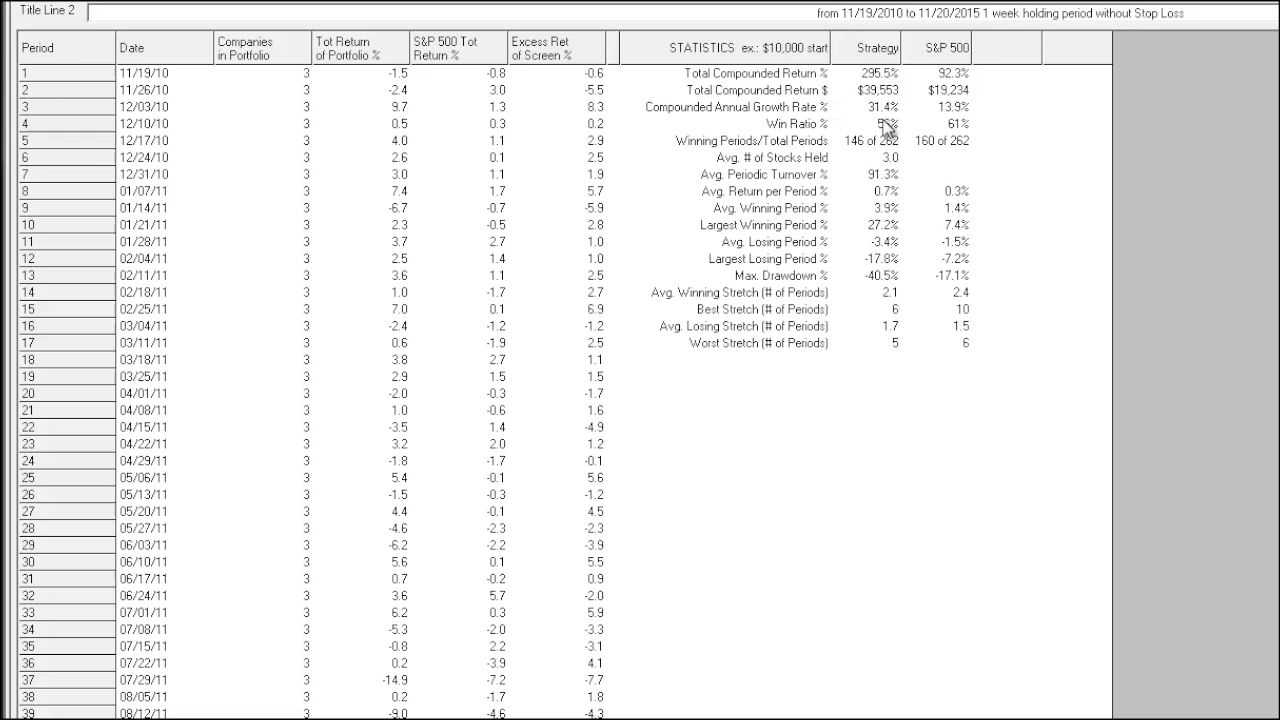 Title Line 2
from 11/19/2010 to 11/20/2015 1 week holding period without Stop Loss
Period Date Companies in Portfolio Tot Return of Portfolio % S&P 500 Tot Return % Excess Ret of Screen % STATISTICS ex.: $10,000 start Strategy S&P 500
1 11/19/10 3 -1.5 -0.8 -0.6 Total Compounded Return % 295.5% 92.3%
2 11/26/10 3 -2.4 3.0 -5.5 Total Compounded Return $ $39,553 $19,234
3 12/03/10 3 9.7 1.3 8.3 Compounded Annual Growth Rate % 31.4% 13.9%
4 12/10/10 3 0.5 0.3 0.2 Win Ratio % 61%
5 12/17/10 3 4.0 1.1 2.9 Winning Periods/Total Periods 146 of 262 160 of 262
6 12/24/10 3 2.6 0.1 2.5 Avg. # of Stocks Held 3.0
7 12/31/10 3 3.0 1.1 1.9 Avg. Periodic Turnover % 91.3%
8 01/07/11 3 7.4 1.7 5.7 Avg. Return per Period % 0.7% 0.3%
9 01/14/11 3 -6.7 -0.7 -5.9 Avg. Winning Period % 3.9% 1.4%
10 01/21/11 3 2.3 -0.5 2.8 Largest Winning Period % 27.2% 7.4%
11 01/28/11 3 3.7 2.7 1.0 Avg. Losing Period % -3.4% -1.5%
12 02/04/11 3 2.5 1.4 1.0 Largest Losing Period % -17.8% -7.2%
13 02/11/11 3 3.6 1.1 2.5 Max. Drawdown % -40.5% -17.1%
14 02/18/11 3 1.0 -1.7 2.7 Avg. Winning Stretch (# of Periods) 2.1 2.4
15 02/25/11 3 7.0 0.1 6.9 Best Stretch (# of Periods) 6 10
16 03/04/11 3 -2.4 -1.2 -1.2 Avg. Losing Stretch (# of Periods) 1.7 1.5
17 03/11/11 3 0.6 -1.9 2.5 Worst Stretch (# of Periods) 5 6
18 03/18/11 3 3.8 2.7 1.1
19 03/25/11 3 2.9 1.5 1.5
20 04/01/11 3 -2.0 -0.3 -1.7
21 04/08/11 3 1.0 -0.6 1.6
22 04/15/11 3 -3.5 1.4 -4.9
23 04/22/11 3 3.2 2.0 1.2
24 04/29/11 3 -1.8 -1.7 -0.1
25 05/06/11 3 5.4 -0.1 5.6
26 05/13/11 3 -1.5 -0.3 -1.2
27 05/20/11 3 4.4 -0.1 4.5
28 05/27/11 3 -4.6 -2.3 -2.3
29 06/03/11 3 -6.2 -2.2 -3.9
30 06/10/11 3 5.6 0.1 5.5
31 06/17/11 3 0.7 -0.2 0.9
32 06/24/11 3 3.6 5.7 -2.0
33 07/01/11 3 6.2 0.3 5.9
34 07/08/11 3 -5.3 -2.0 -3.3
35 07/15/11 3 -0.8 2.2 -3.1
36 07/22/11 3 0.2 -3.9 4.1
37 07/29/11 3 -14.9 -7.2 -7.7
38 08/05/11 3 0.2 -1.7 1.8
39 08/12/11 3 -9.0 -4.6 -4.3